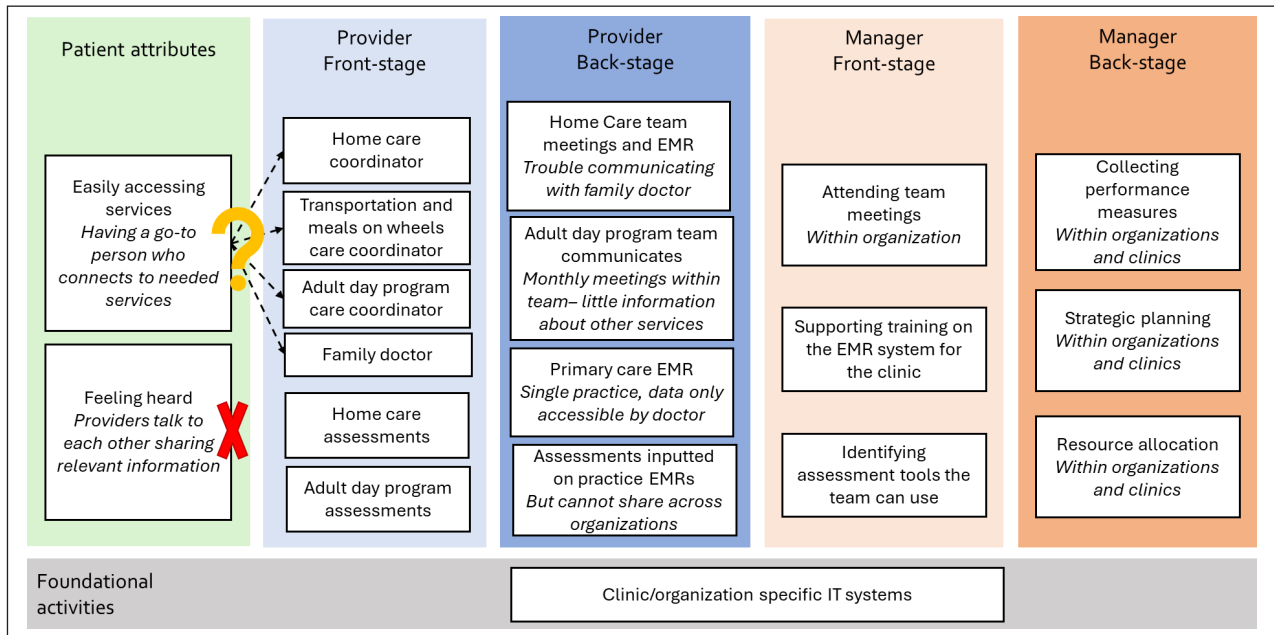 Patient attributes
Easily accessing
services
Having a go-to
person who
connects to needed
services
?
Feeling heard
Providers talk to
each other sharing
relevant information
Provider
Front-stage
Home care
coordinator
Transportation and
meals on wheels
care coordinator
Adult day program
care coordinator
Family doctor
Home care
assessments
Adult day program
assessments
Provider
Back-stage
Home Care team
meetings and EMR
Trouble communicating
with family doctor
Adult day program team
communicates
Monthly meetings within
team– little information
about other services
Primary care EMR
Single practice, data only
accessible by doctor
Assessments inputted
on practice EMRs
But cannot share across
organizations
Manager
Front-stage
Attending team
meetings
Within organization
Supporting training on
the EMR system for
the clinic
Identifying
assessment tools the
team can use
Manager
Back-stage
Collecting
performance
measures
Within organizations
and clinics
Strategic planning
Within organizations
and clinics
Resource allocation
Within organizations
and clinics
Foundational
activities
Clinic/organization specific IT systems